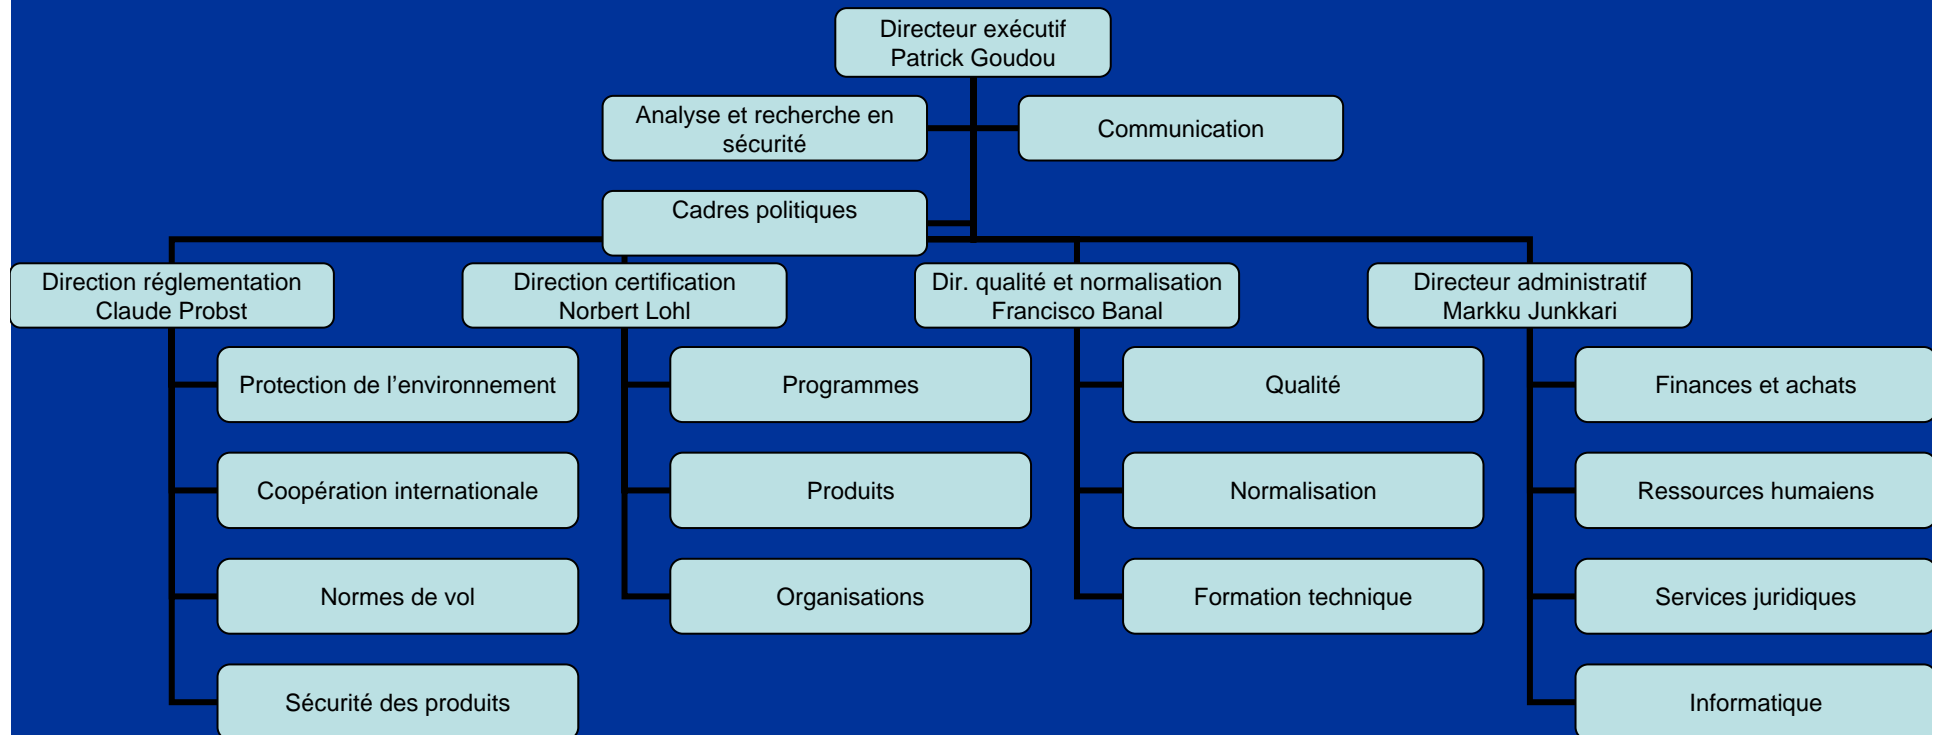 Directeur exécutif
Patrick Goudou
Analyse et recherche en
sécurité
Communication
Cadres politiques
Direction réglementation
Claude Probst
Direction certification
Norbert Lohl
Dir. qualité et normalisation
Francisco Banal
Directeur administratif
Markku Junkkari
Protection de l’environnement
Programmes
Qualité
Finances et achats
Coopération internationale
Produits
Normalisation
Ressources humaiens
Normes de vol
Organisations
Formation technique
Services juridiques
Sécurité des produits
Informatique